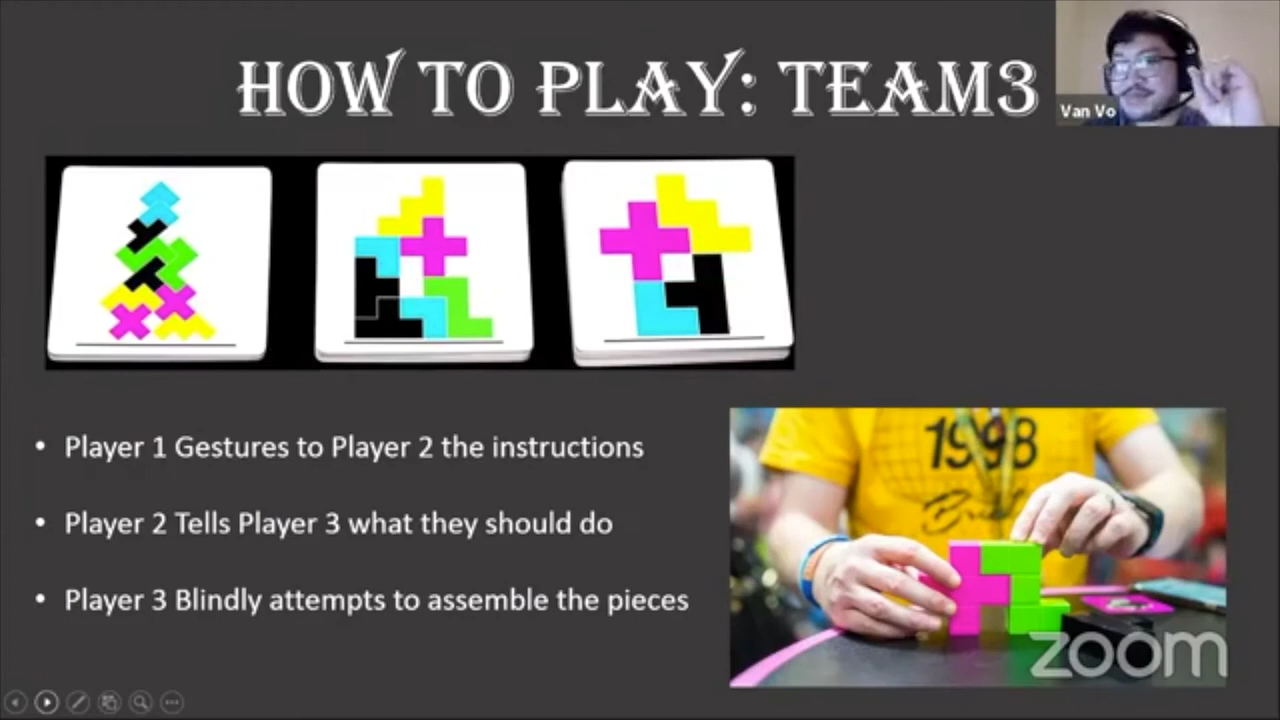 HOW TO PLAY: TEAM3
Van Vo
• Player 1 Gestures to Player 2 the instructions
• Player 2 Tells Player 3 what they should do
• Player 3 Blindly attempts to assemble the pieces
1998
zoom